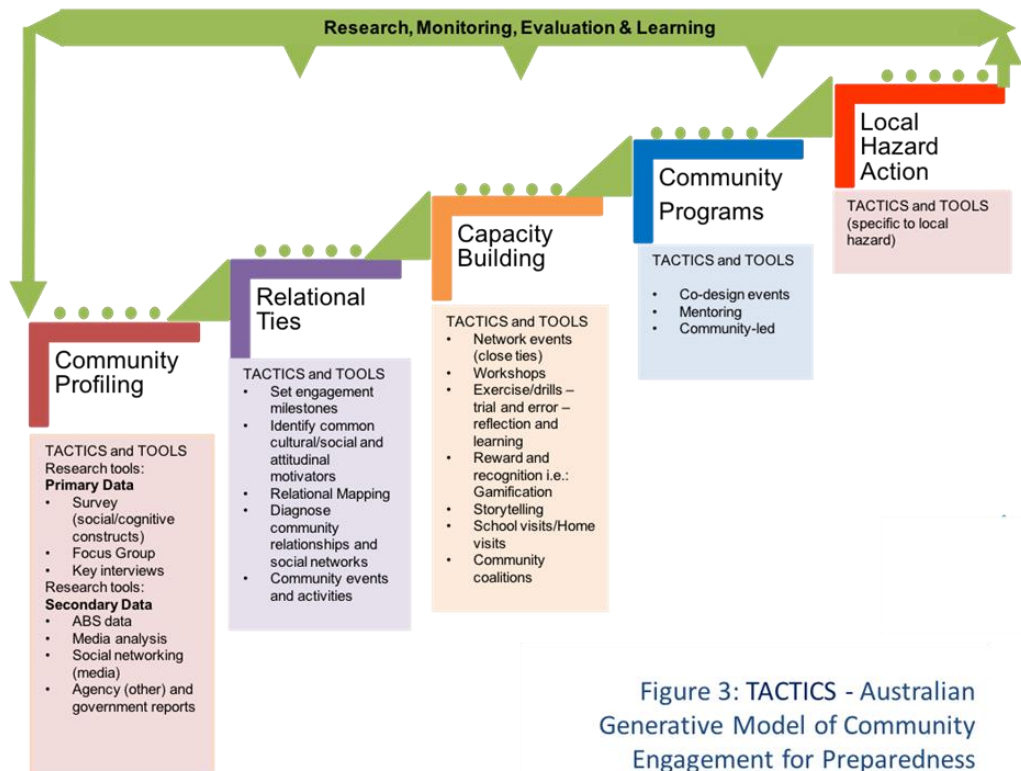 Research, Monitoring, Evaluation & Learning
Community
Profiling
TACTICS and TOOLS
Research tools:
Primary Data
• Survey
(social/cognitive
constructs)
• Focus Group
• Key interviews
Research tools:
Secondary Data
• ABS data
• Media analysis
• Social networking
(media)
• Agency (other) and
government reports
Relational
Ties
TACTICS and TOOLS
• Set engagement
milestones
• Identify common
cultural/social and
attitudinal
motivators
• Relational Mapping
• Diagnose
community
relationships and
social networks
• Community events
and activities
Capacity
Building
TACTICS and TOOLS
• Network events
(close ties)
• Workshops
• Exercise/drills –
trial and error –
reflection and
learning
• Reward and
recognition i.e.:
Gamification
• Storytelling
• School visits/Home
visits
• Community
coalitions
Community
Programs
TACTICS and TOOLS
• Co-design events
• Mentoring
• Community-led
Local
Hazard
Action
TACTICS and TOOLS
(specific to local
hazard)
Figure 3: TACTICS - Australian
Generative Model of Community
Engagement for Preparedness